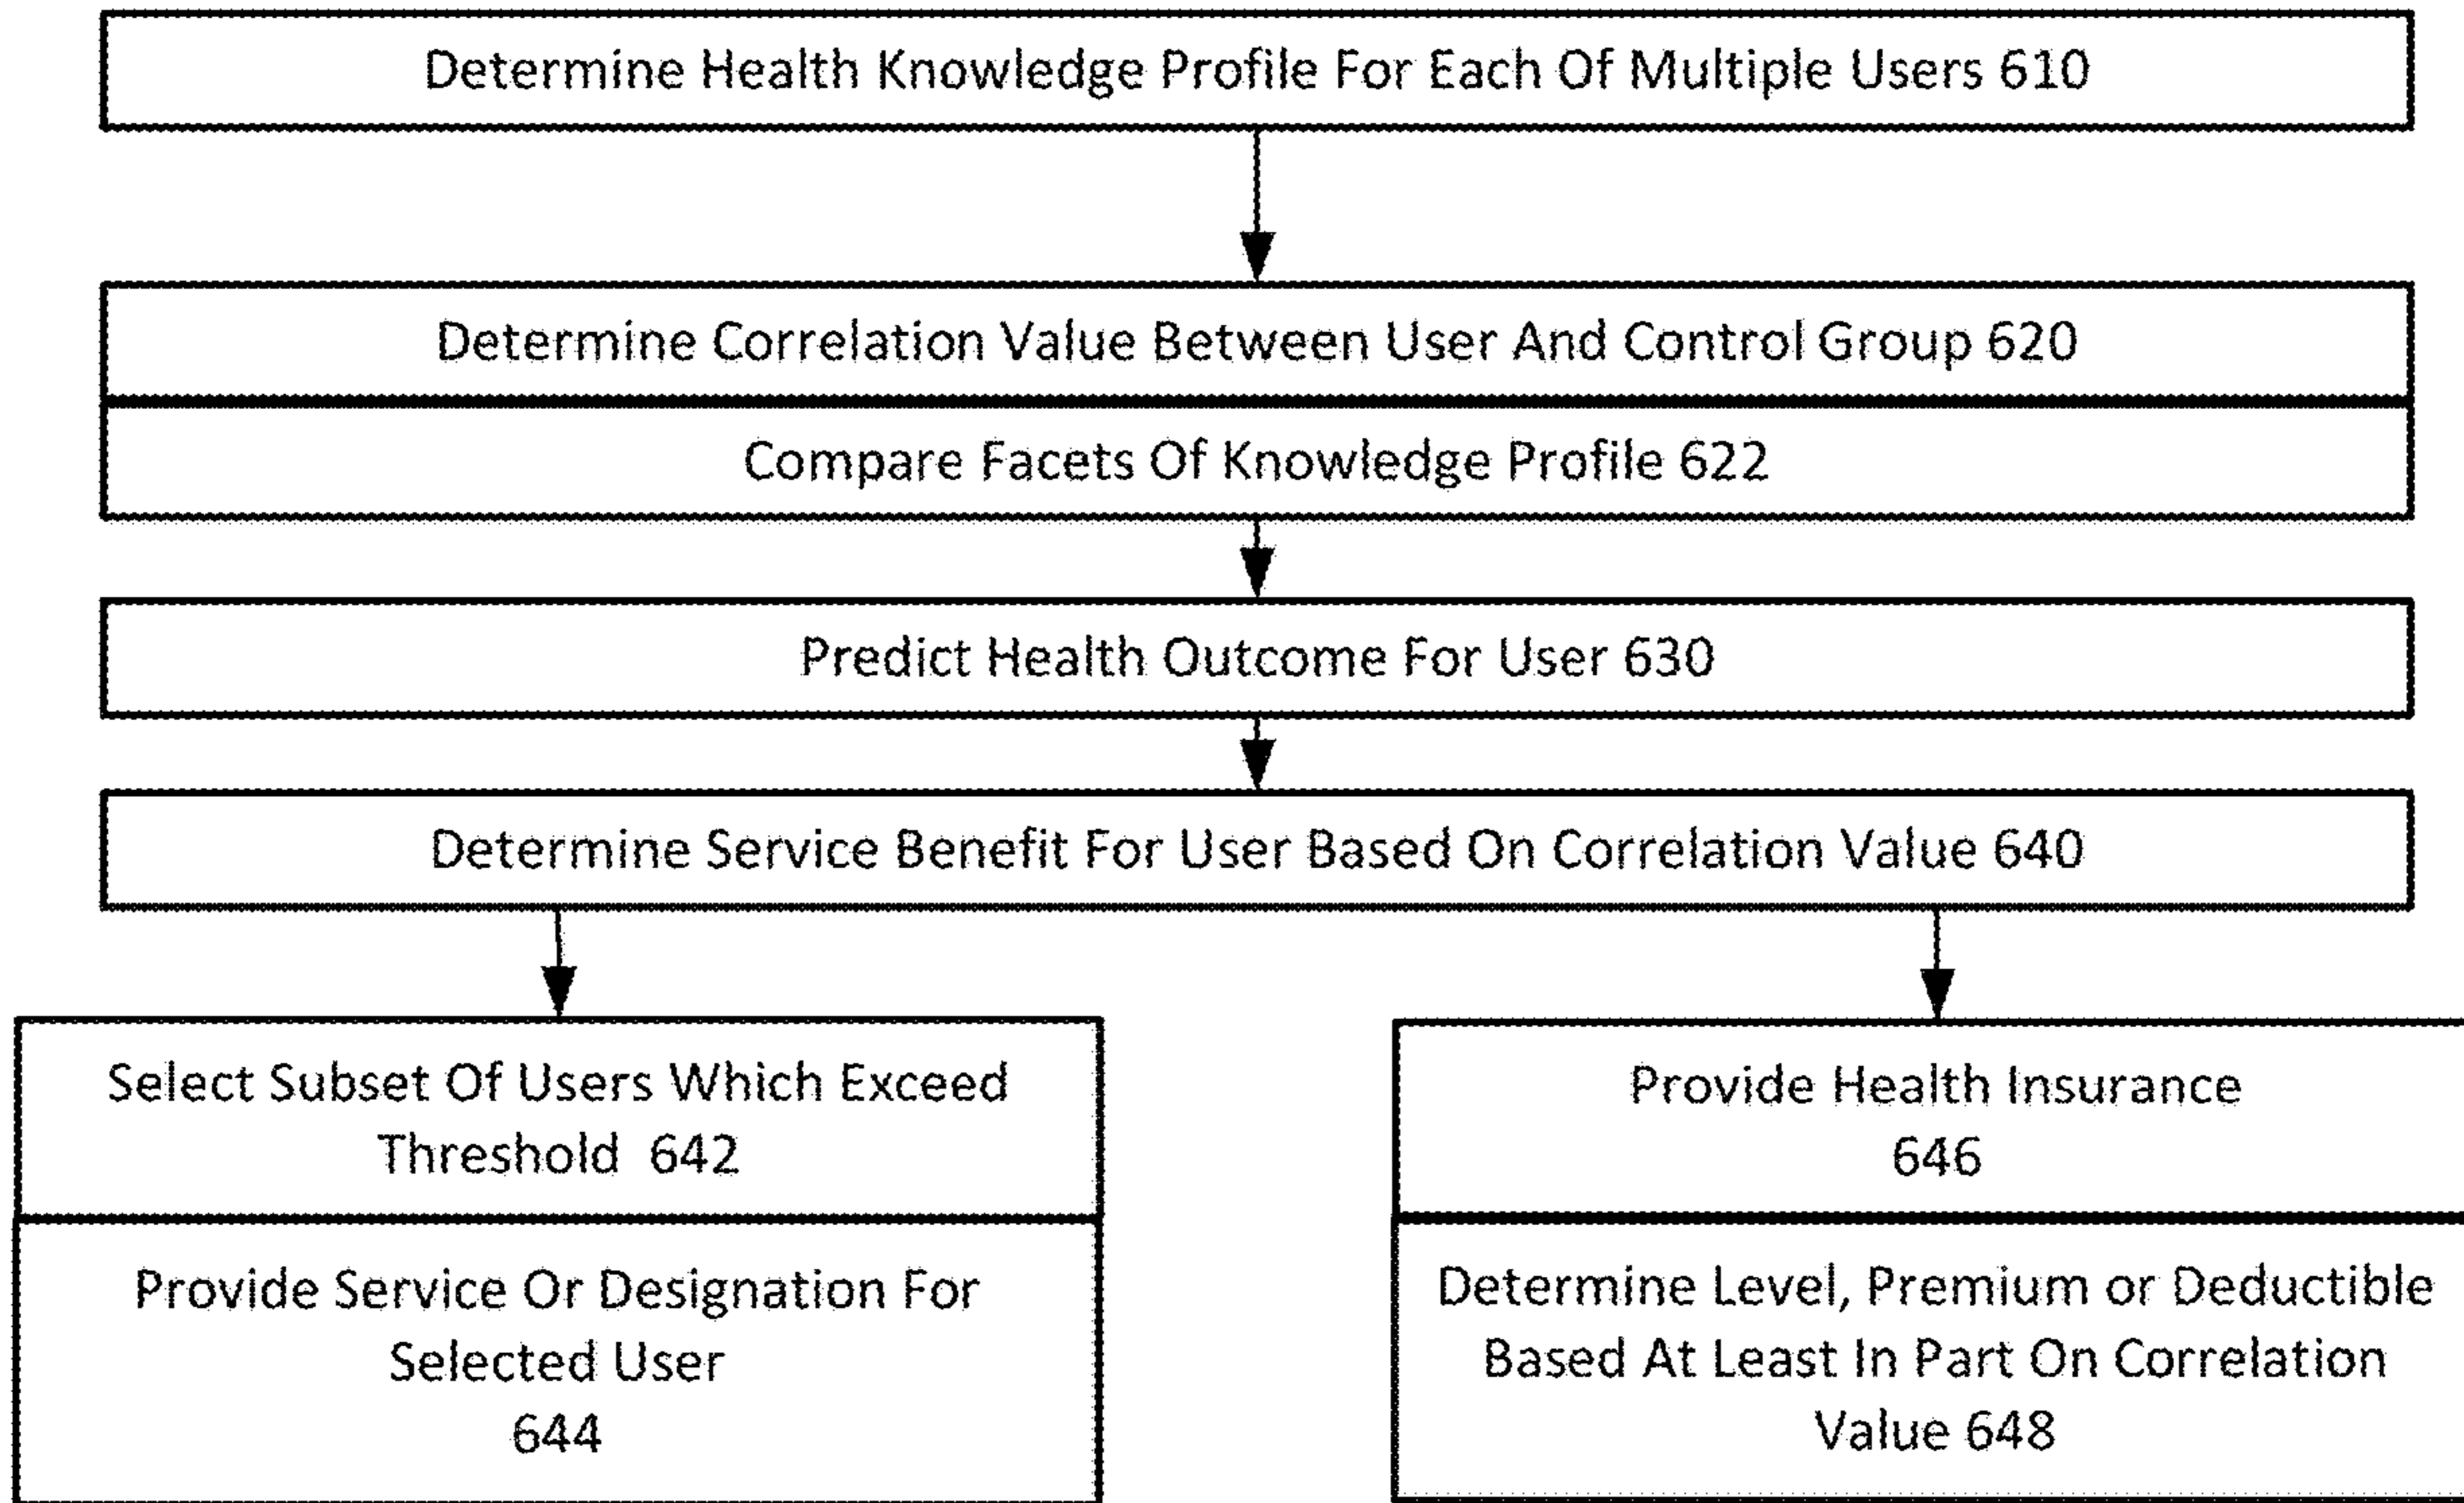 Determine Health Knowledge Profile For Each Of Multiple Users 610
Determine Correlation Value Between User And Control Group 620
Compare Facets Of Knowledge Profile 622
Predict Health Outcome For User 630
Determine Service Benefit For User Based On Correlation Value 640
Select Subset Of Users Which Exceed
Threshold 642
Provide Service Or Designation For
Selected User
644
Provide Health Insurance
646
Determine Level, Premium or Deductible
Based At Least In Part On Correlation
Value 648